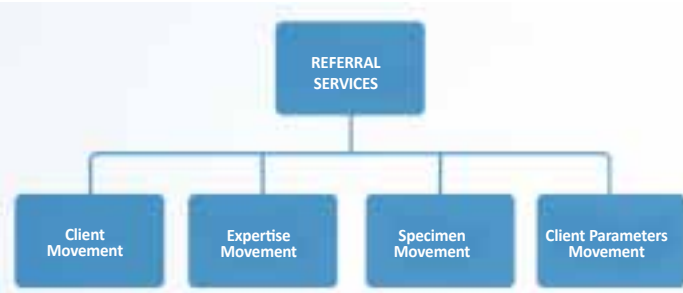 REFERRAL
SERVICES
Client
Movement
Expertise
Movement
Specimen
Movement
Client Parameters
Movement